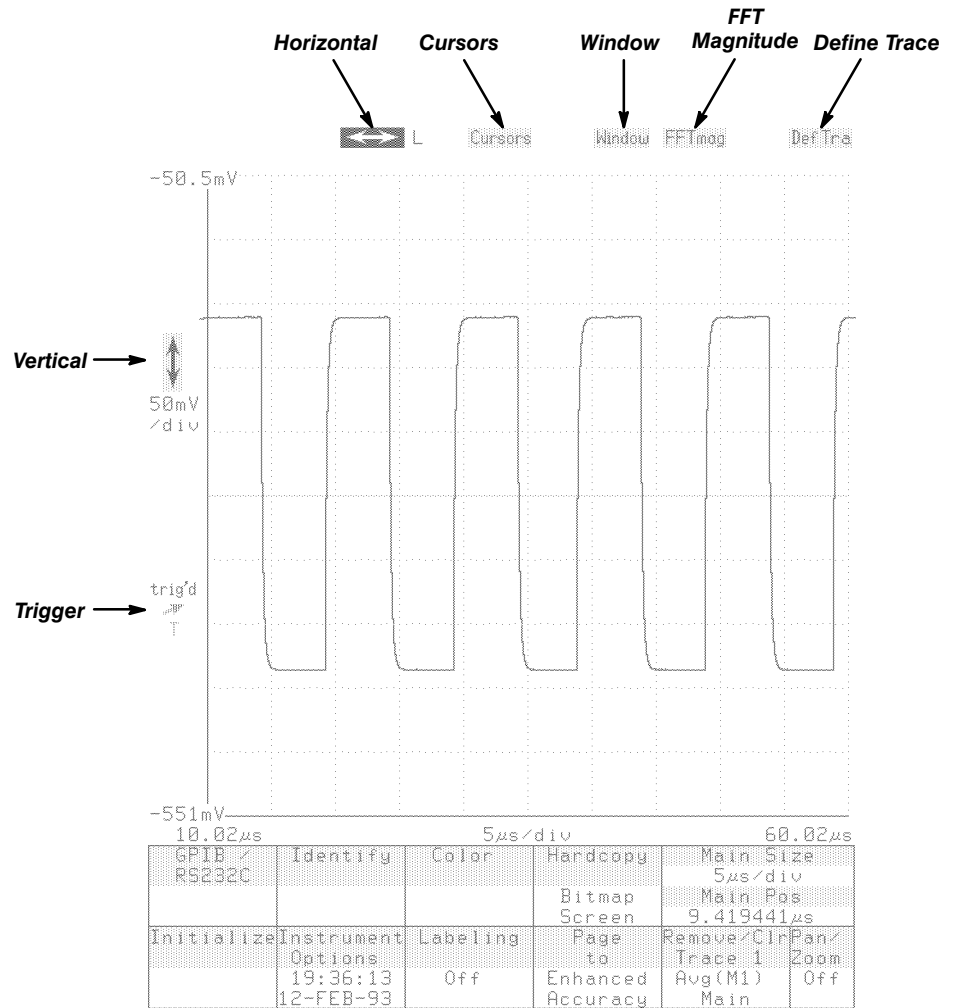 FFT
Horizontal Cursors Window Magnitude Define Trace
L Cursors Window FFTmag DefTra
-50.5mV
Vertical
50mV
/div
trig'd
Trigger
T
-551mV
10.02µs 5µs/div 60.02µs
GPIB / Identify Color Hardcopy Main Size
RS232C 5µs/div
Bitmap Main Pos
Screen 9.419441µs
Initialize Instrument Labeling Page Remove/Clr Pan/
Options to Trace 1 Zoom
19:36:13 Off Enhanced Avg(M1) Off
12-FEB-93 Accuracy Main